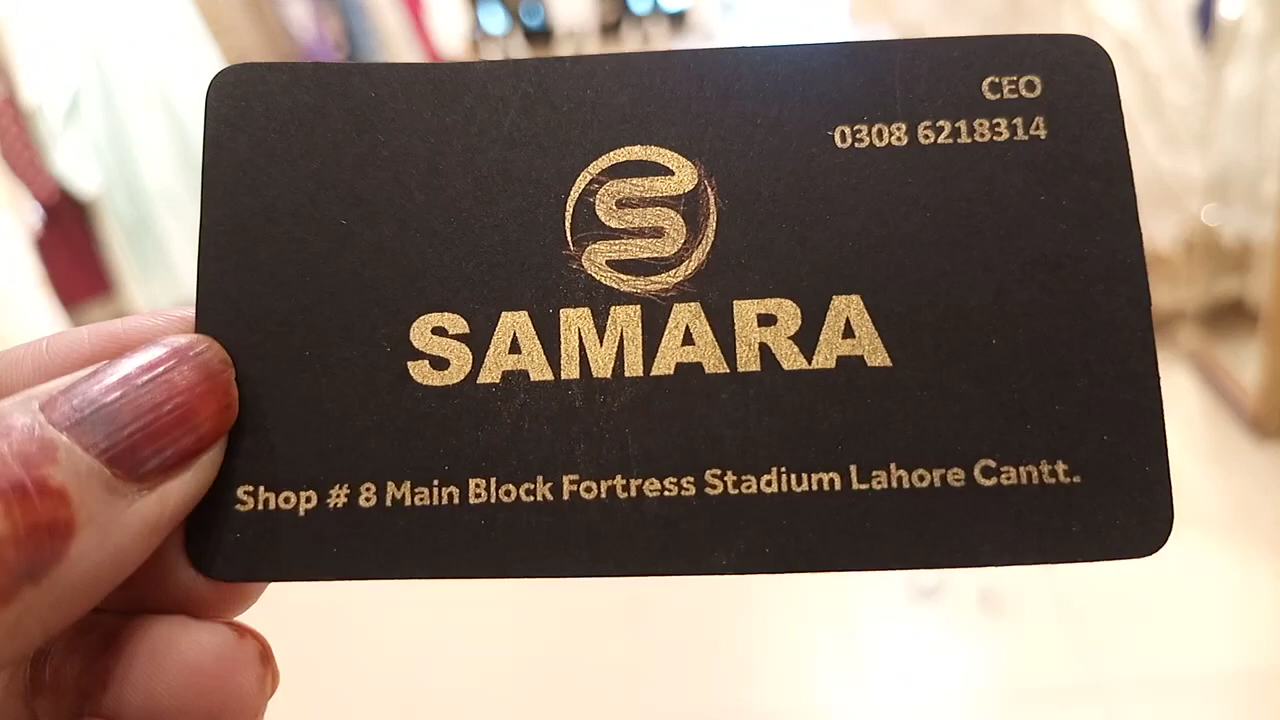 CEO
0308 6218314
S
SAMARA
Shop # 8 Main Block Fortress Stadium Lahore Cantt.